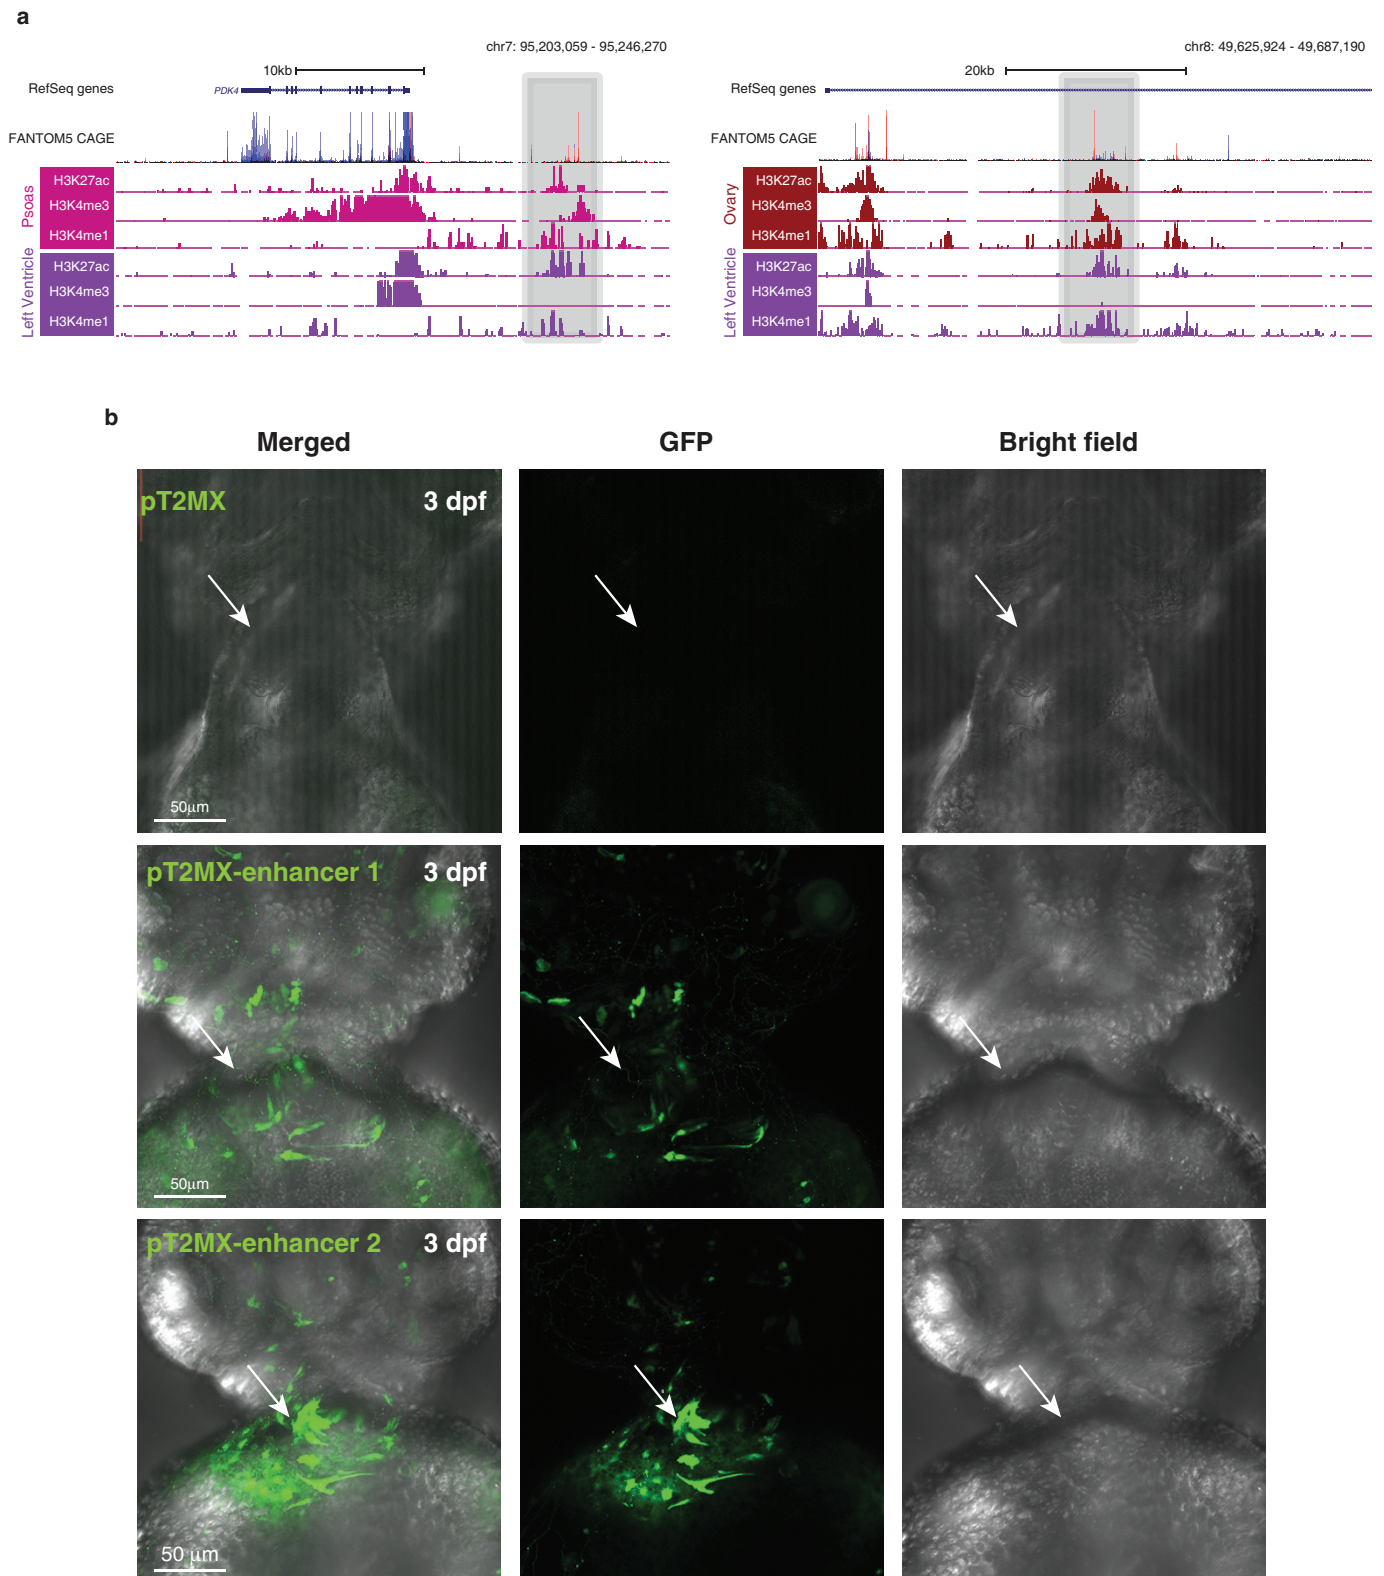 a
chr7: 95,203,059 - 95,246,270
10kb
RefSeq genes
PDK4
FANTOM5 CAGE
Psoas
H3K27ac
H3K4me3
H3K4me1
Left Ventricle
H3K27ac
H3K4me3
H3K4me1
chr8: 49,625,924 - 49,687,190
20kb
RefSeq genes
FANTOM5 CAGE
Ovary
H3K27ac
H3K4me3
H3K4me1
Left Ventricle
H3K27ac
H3K4me3
H3K4me1
b
Merged GFP Bright field
pT2MX 3 dpf
50μm
pT2MX-enhancer 1 3 dpf
50μm
pT2MX-enhancer 2 3 dpf
50 μm